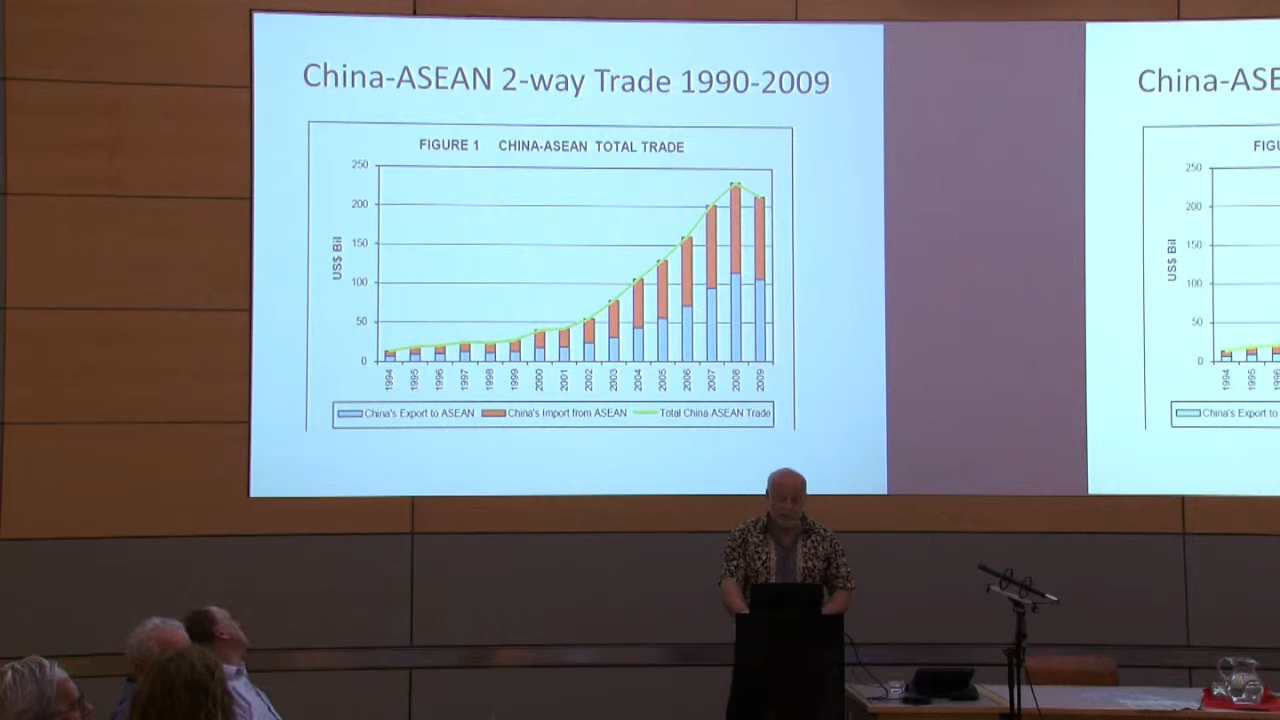 China-ASEAN 2-way Trade 1990-2009
FIGURE 1 CHINA-ASEAN TOTAL TRADE
US$ Bil
250
200
150
100
50
0
1994 1995 1996 1997 1998 1999 2000 2001 2002 2003 2004 2005 2006 2007 2008 2009
China's Export to ASEAN China's Import from ASEAN Total China ASEAN Trade
China-ASE
FIGU
US$ Bil
250
200
150
100
50
0
1994 1995 1996
China's Export to